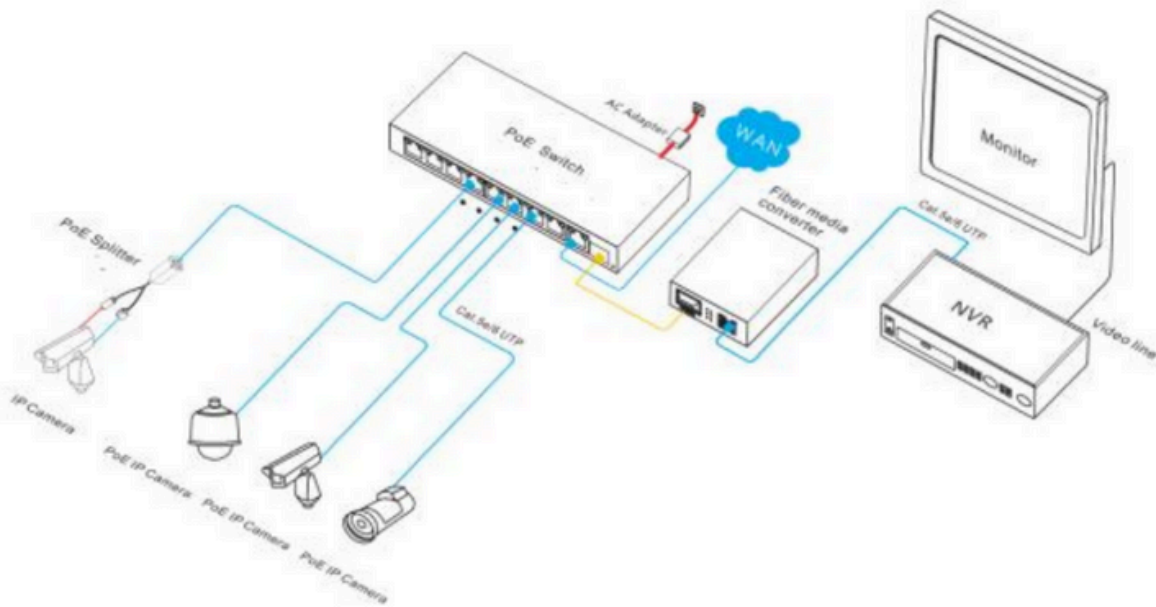 AC Adapter
WAN
PoE Switch
Monitor
Fiber media
converter
Cat.5e/6 UTP
PoE Splitter
NVR
Video line
Cat.5e/6 UTP
IP Camera
PoE IP Camera
PoE IP Camera
PoE IP Camera